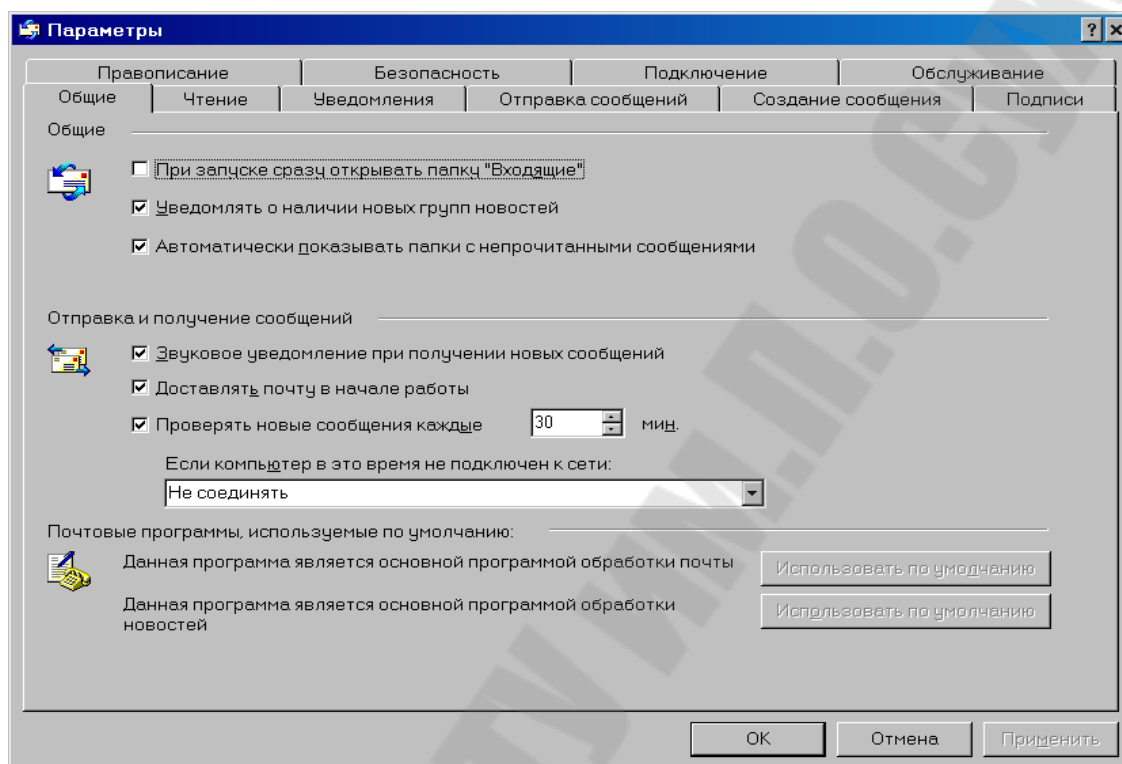 Параметры
Правописание Безопасность Подключение Обслуживание
Общие Чтение Уведомления Отправка сообщений Создание сообщения Подписи
Общие
При запуске сразу открывать папку "Входящие"
Уведомлять о наличии новых групп новостей
Автоматически показывать папки с непрочитанными сообщениями
Отправка и получение сообщений
Звуковое уведомление при получении новых сообщений
Доставлять почту в начале работы
Проверять новые сообщения каждые 30 мин.
Если компьютер в это время не подключен к сети:
Не соединять
Почтовые программы, используемые по умолчанию:
Данная программа является основной программой обработки почты Использовать по умолчанию
Данная программа является основной программой обработки
новостей
Использовать по умолчанию
OK Отмена Применить